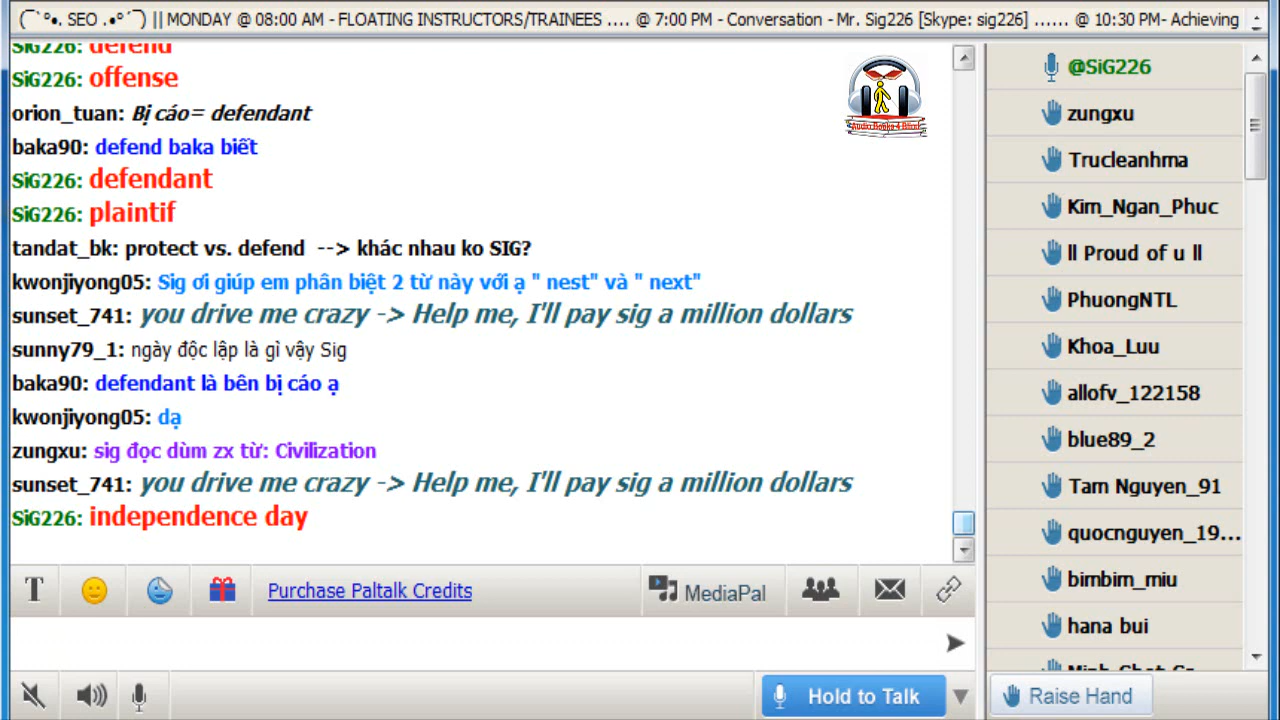 (¯`°•. SEO .•°´¯) || MONDAY @ 08:00 AM - FLOATING INSTRUCTORS/TRAINEES .... @ 7:00 PM - Conversation - Mr. Sig226 [Skype: sig226] ...... @ 10:30 PM- Achieving
SiG226: defend
SiG226: offense
orion_tuan: Bị cáo= defendant
baka90: defend baka biết
SiG226: defendant
SiG226: plaintif
tandat_bk: protect vs. defend --> khác nhau ko SIG?
kwonjiyong05: Sig ơi giúp em phân biệt 2 từ này với ạ " nest" và " next"
sunset_741: you drive me crazy -> Help me, I'll pay sig a million dollars
sunny79_1: ngày độc lập là gì vậy Sig
baka90: defendant là bên bị cáo ạ
kwonjiyong05: dạ
zungxu: sig đọc dùm zx từ: Civilization
sunset_741: you drive me crazy -> Help me, I'll pay sig a million dollars
SiG226: independence day
Audio Books 4 Blind
T
Purchase Paltalk Credits
MediaPal
Hold to Talk
@SiG226
zungxu
Trucleanhma
Kim_Ngan_Phuc
ll Proud of u ll
PhuongNTL
Khoa_Luu
allofv_122158
blue89_2
Tam Nguyen_91
quocnguyen_19...
bimbim_miu
hana bui
Raise Hand